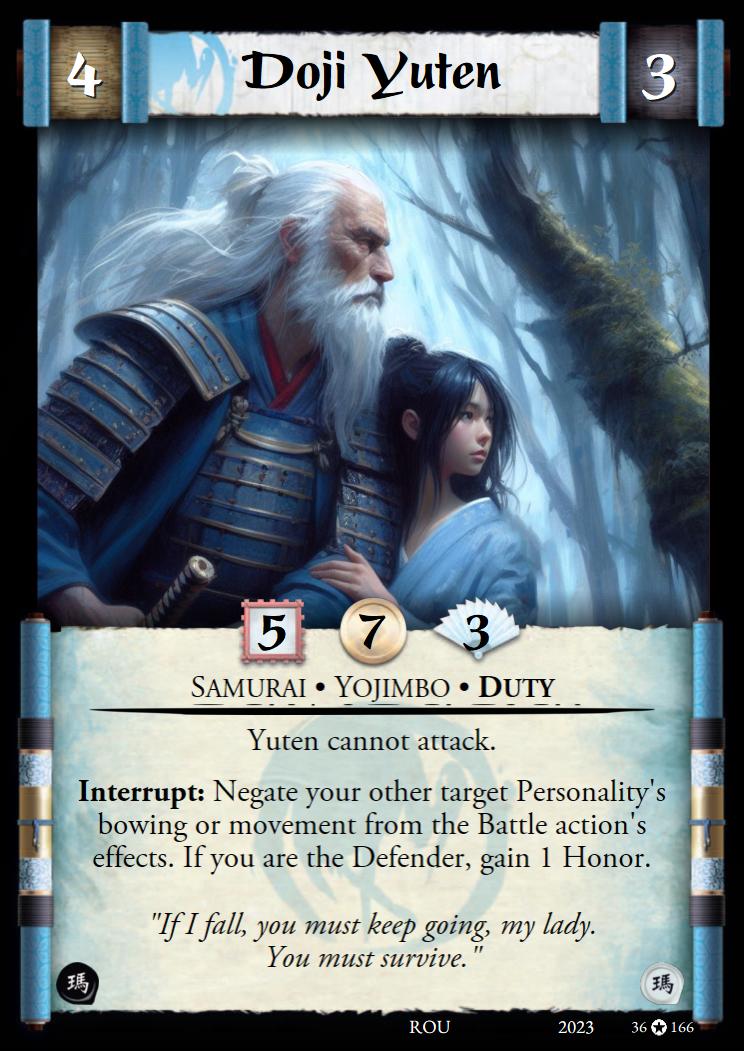 4 Doji Yuten 3
5 7 3
Samurai • Yojimbo • Duty
Yuten cannot attack.
Interrupt: Negate your other target Personality's
bowing or movement from the Battle action's
effects. If you are the Defender, gain 1 Honor.
"If I fall, you must keep going, my lady.
You must survive."
瑪 瑪
ROU 2023 36 ✪ 166